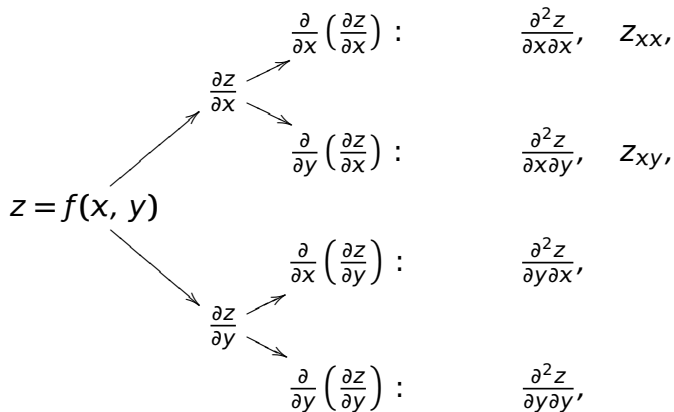 ∂/∂x (∂z/∂x) : ∂²z/∂x∂x, z_xx,
∂z/∂x
∂/∂y (∂z/∂x) : ∂²z/∂x∂y, z_xy,
z = f(x, y)
∂/∂x (∂z/∂y) : ∂²z/∂y∂x,
∂z/∂y
∂/∂y (∂z/∂y) : ∂²z/∂y∂y,